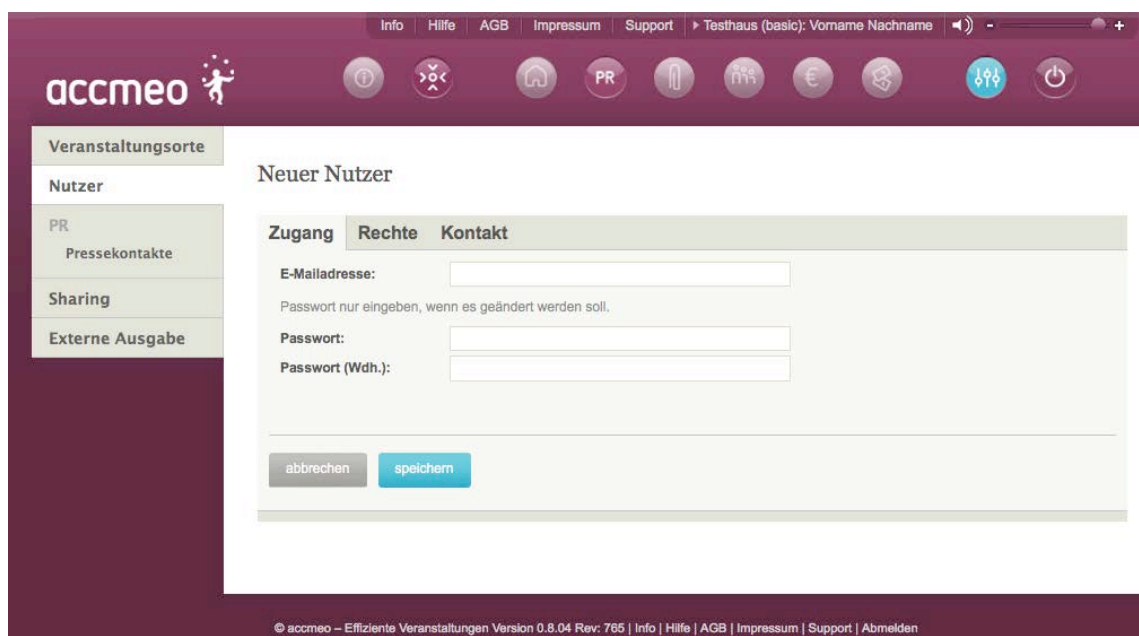 Info Hilfe AGB Impressum Support Testhaus (basic): Vorname Nachname - +
accmeo PR €
Veranstaltungsorte
Nutzer
PR
Pressekontakte
Sharing
Externe Ausgabe
Neuer Nutzer
Zugang Rechte Kontakt
E-Mailadresse:
Passwort nur eingeben, wenn es geändert werden soll.
Passwort:
Passwort (Wdh.):
abbrechen speichern
© accmeo – Effiziente Veranstaltungen Version 0.8.04 Rev: 765 | Info | Hilfe | AGB | Impressum | Support | Abmelden